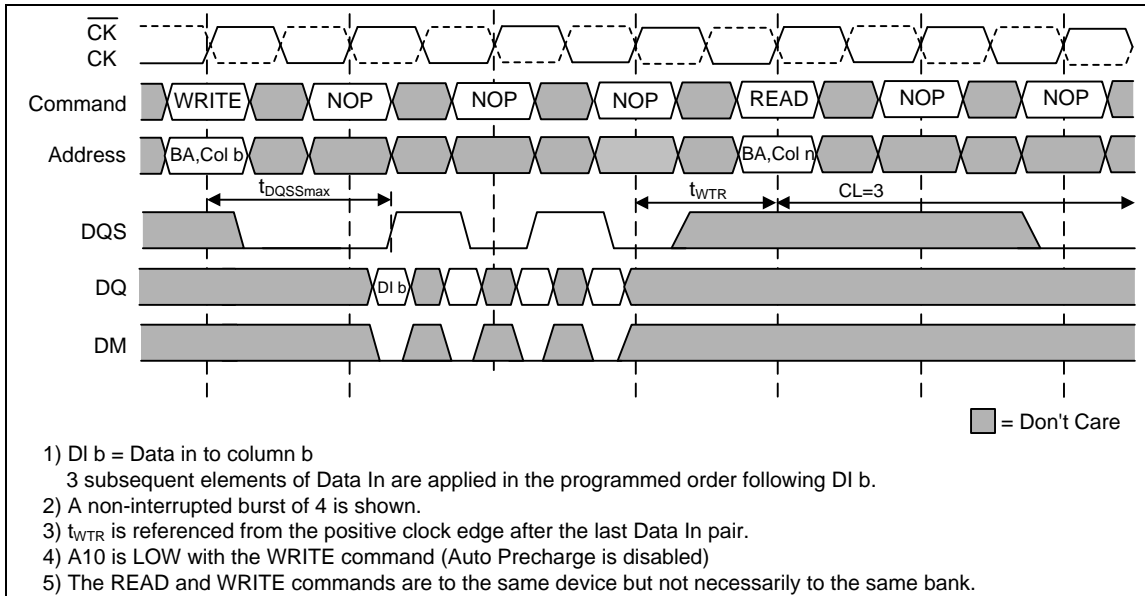 CK
CK
Command WRITE NOP NOP NOP READ NOP NOP
Address BA,Col b BA,Col n
tDQSSmax tWTR CL=3
DQS
DQ DI b
DM
= Don't Care
1) DI b = Data in to column b
3 subsequent elements of Data In are applied in the programmed order following DI b.
2) A non-interrupted burst of 4 is shown.
3) tWTR is referenced from the positive clock edge after the last Data In pair.
4) A10 is LOW with the WRITE command (Auto Precharge is disabled)
5) The READ and WRITE commands are to the same device but not necessarily to the same bank.